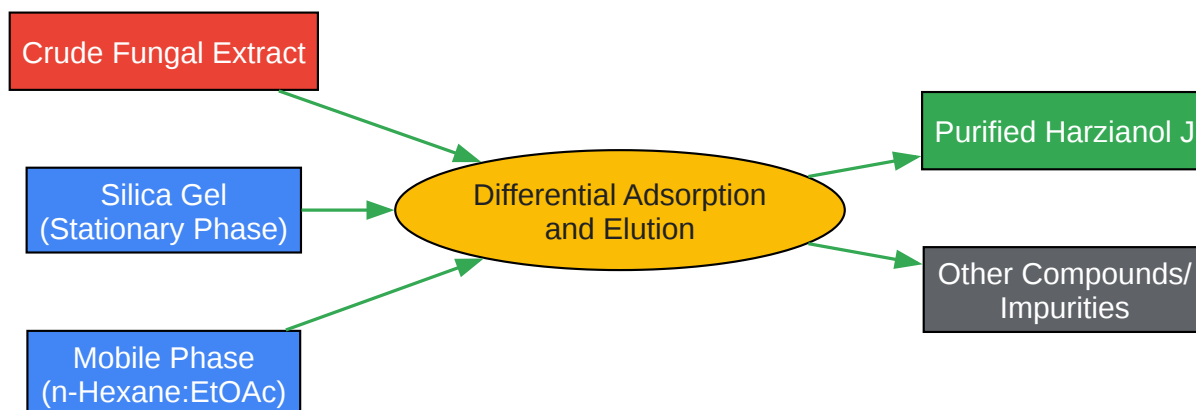 Crude Fungal Extract
Silica Gel
(Stationary Phase)
Mobile Phase
(n-Hexane:EtOAc)
Differential Adsorption
and Elution
Purified Harzianol J
Other Compounds/
Impurities